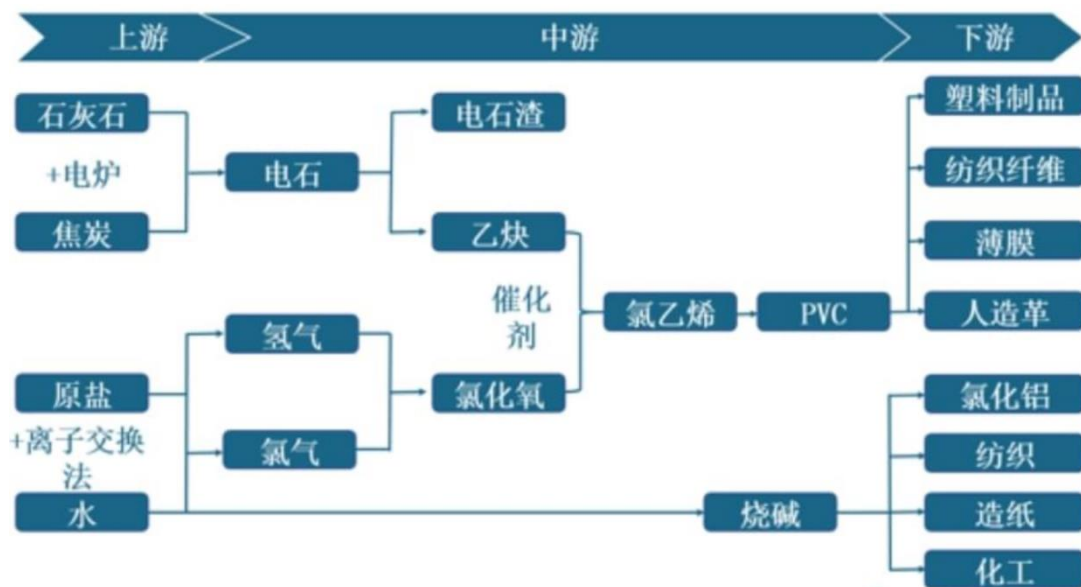 上游
中游
下游
石灰石
+电炉
焦炭
电石
电石渣
乙炔
催化
剂
氢气
氯气
氯化氧
原盐
+离子交换
法
水
氯乙烯
PVC
烧碱
塑料制品
纺织纤维
薄膜
人造革
氯化铝
纺织
造纸
化工